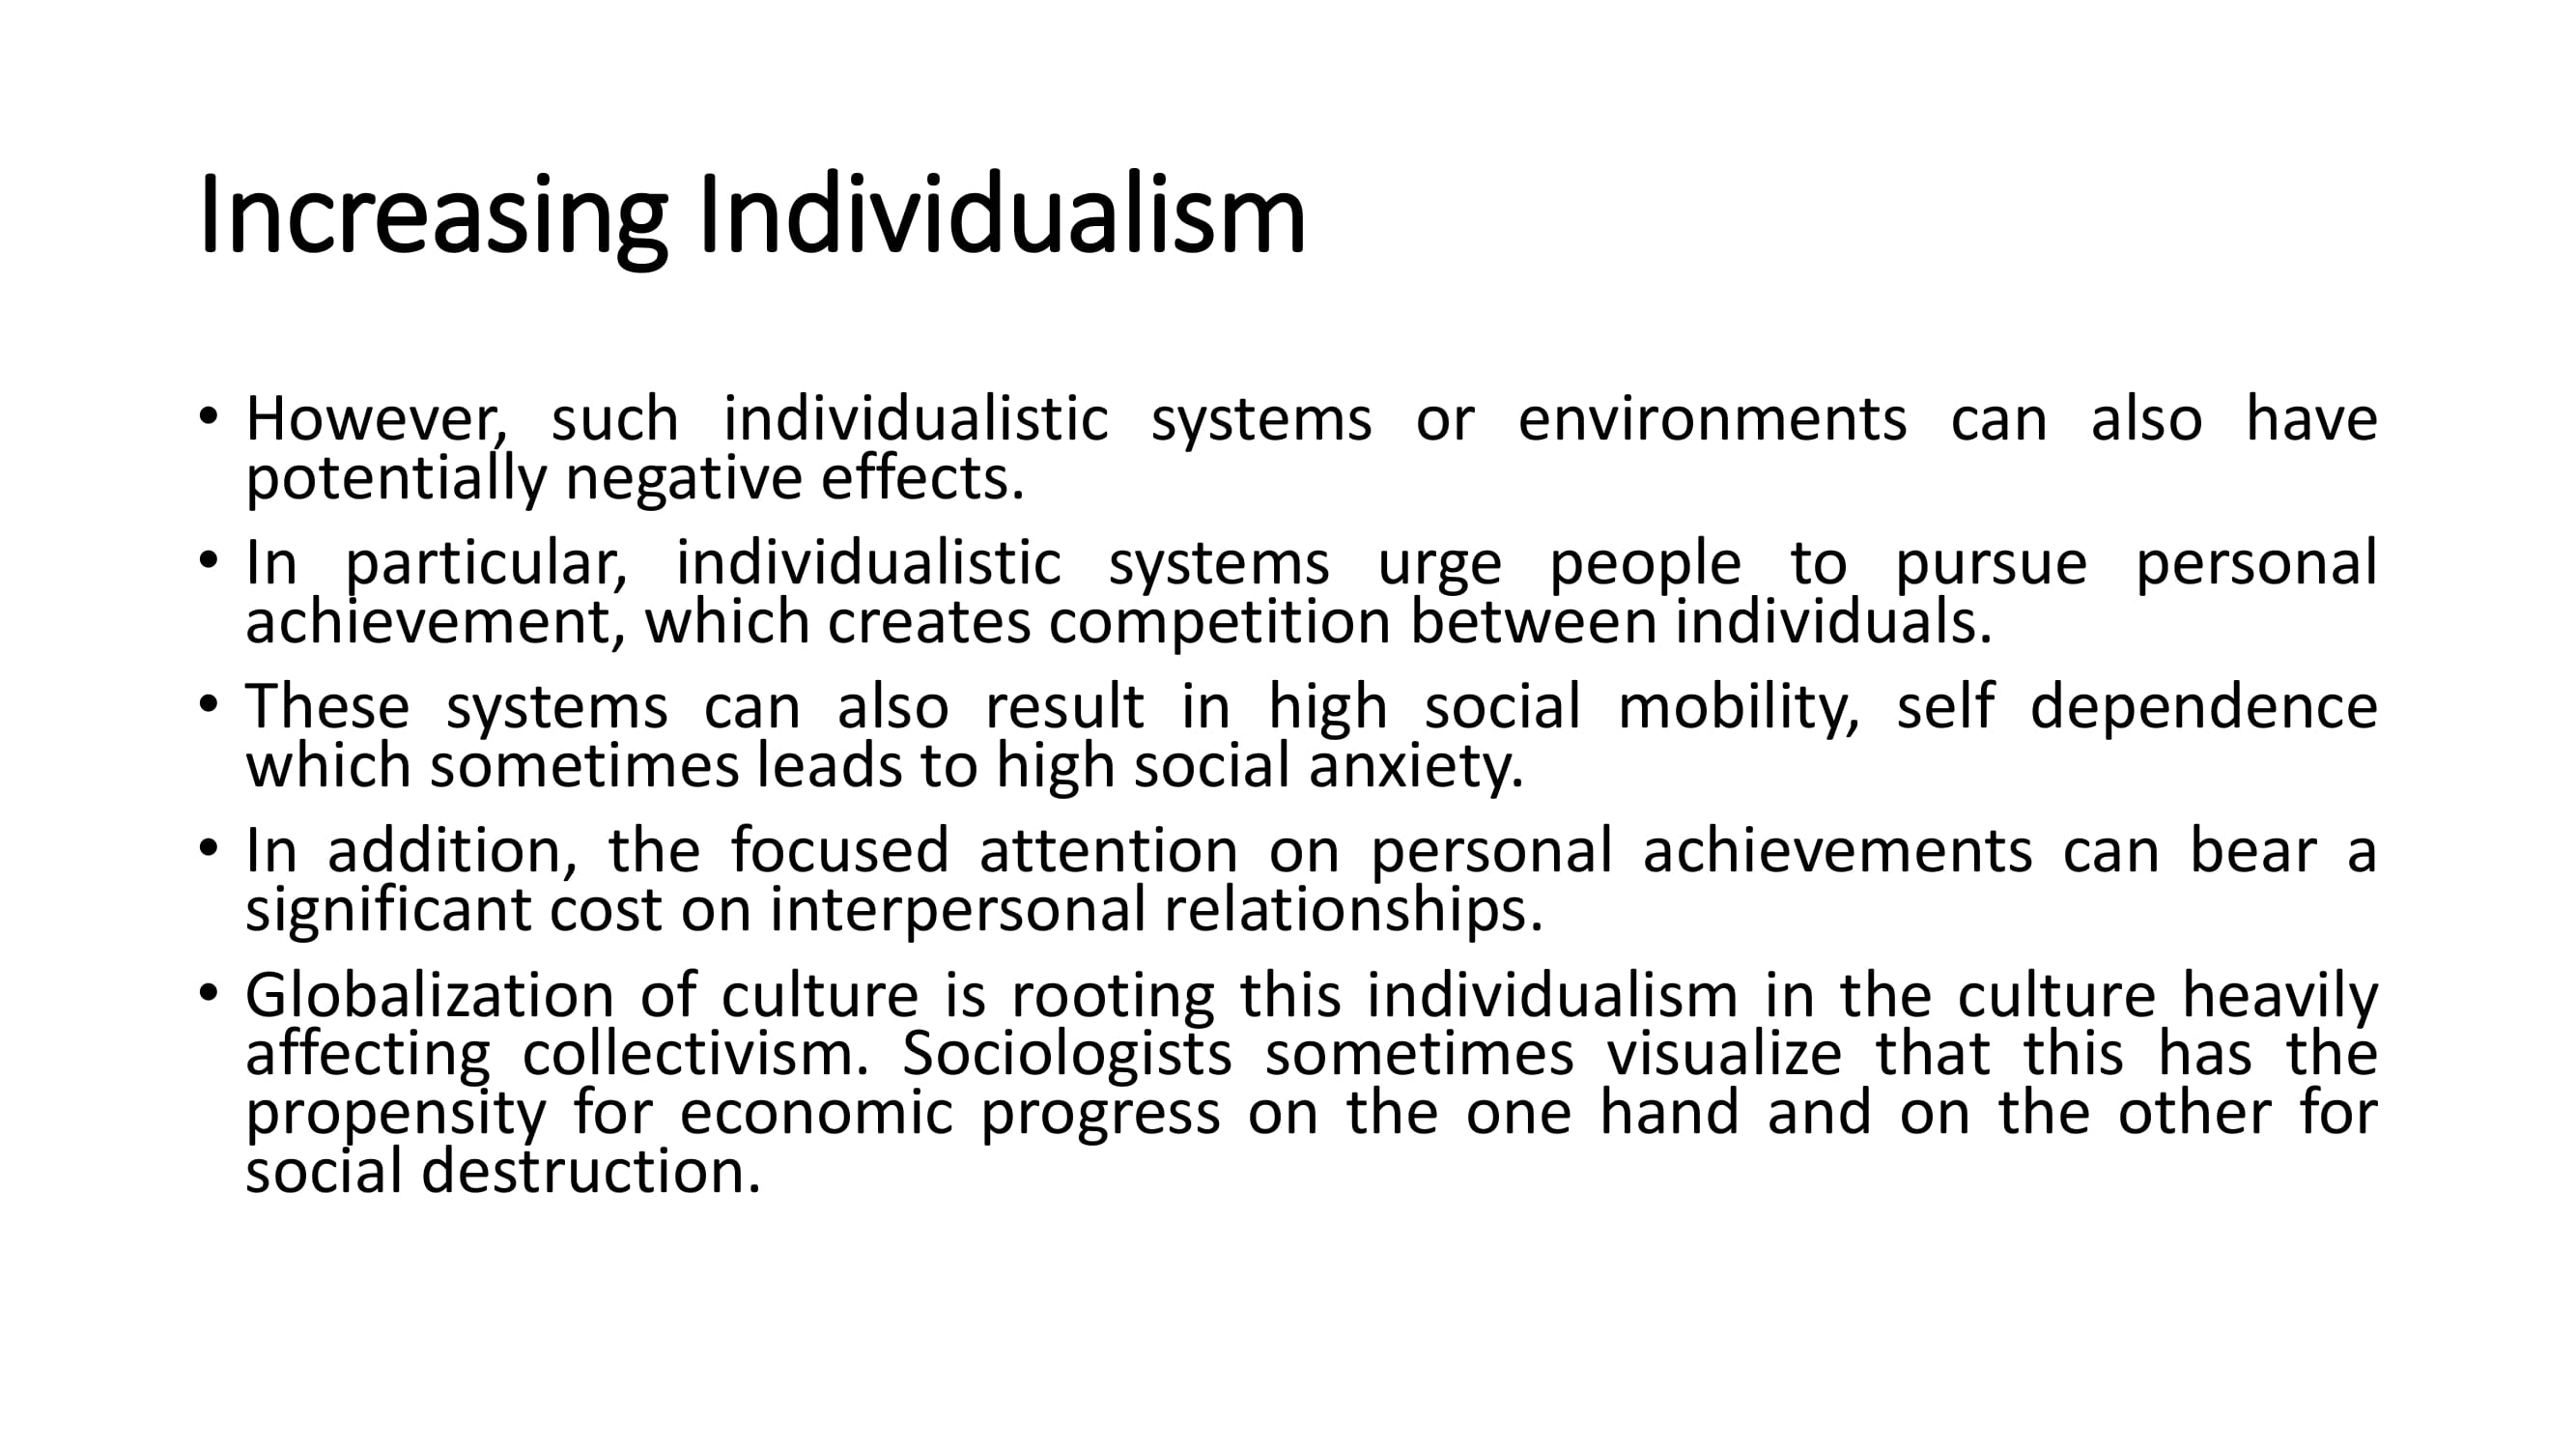 Increasing Individualism
• However, such individualistic systems or environments can also have
potentially negative effects.
• In particular, individualistic systems urge people to pursue personal
achievement, which creates competition between individuals.
• These systems can also result in high social mobility, self dependence
which sometimes leads to high social anxiety.
• In addition, the focused attention on personal achievements can bear a
significant cost on interpersonal relationships.
• Globalization of culture is rooting this individualism in the culture heavily
affecting collectivism. Sociologists sometimes visualize that this has the
propensity for economic progress on the one hand and on the other for
social destruction.